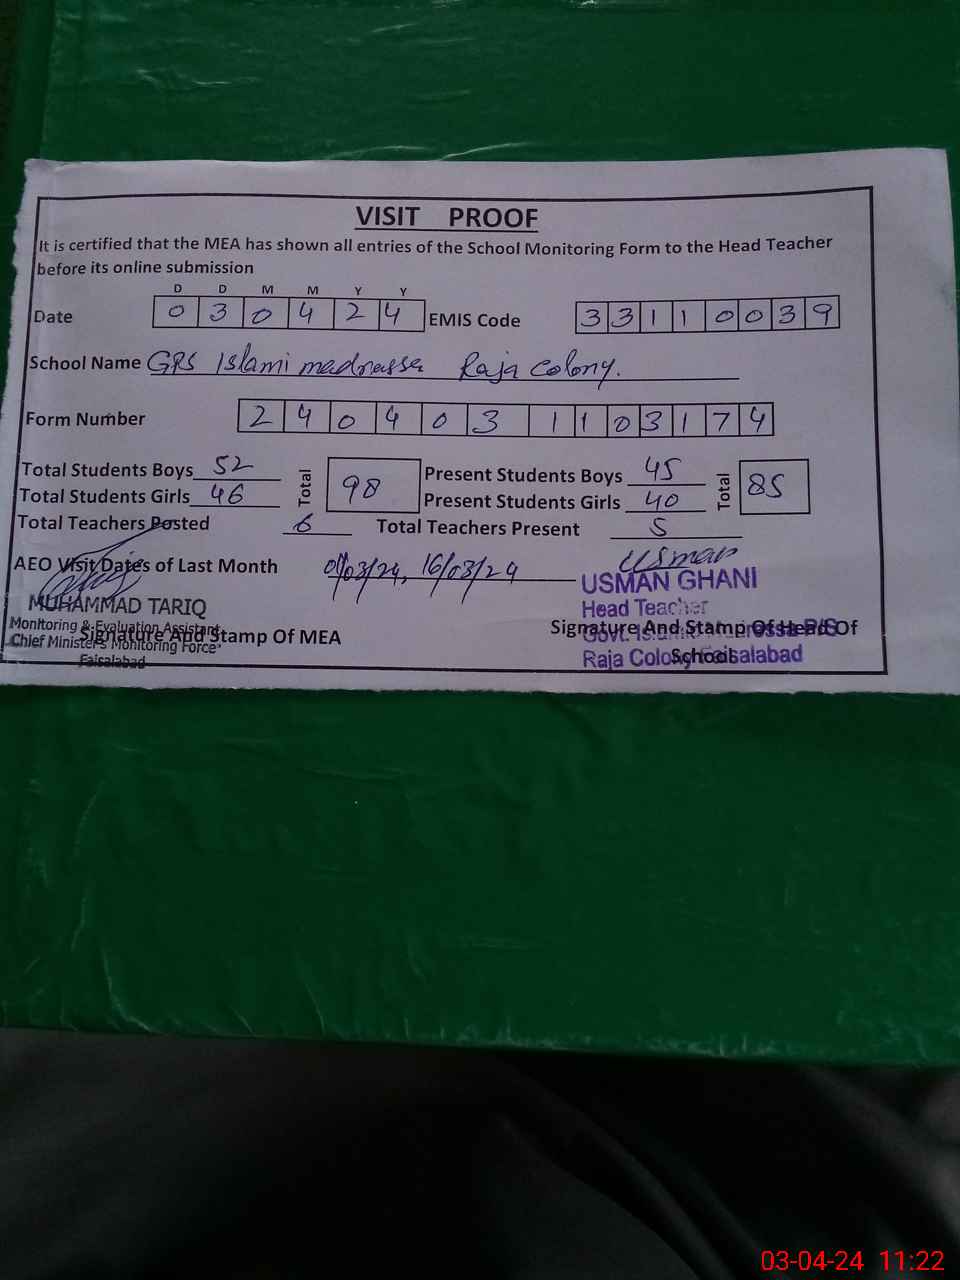 VISIT PROOF
It is certified that the MEA has shown all entries of the School Monitoring Form to the Head Teacher
before its online submission
D D M M Y Y
Date 0 3 0 4 2 4 EMIS Code 3 3 1 1 0 0 3 9
School Name GPS Islami madrassa Raja Colony.
Form Number 2 4 0 4 0 3 1 1 0 3 1 7 4
Total Students Boys 52 Total 98 Present Students Boys 45 Total 85
Total Students Girls 46 Present Students Girls 40
Total Teachers Posted 6 Total Teachers Present 5
AEO Visit Dates of Last Month 01/03/24, 16/03/24 Usman
USMAN GHANI
MUHAMMAD TARIQ Head Teacher
Monitoring & Evaluation Assistant
Signature And Stamp Of MEA Signature And Stamp Of Head Of
Chief Minister's Monitoring Force Govt.
School
Faisalabad Raja Colony Faisalabad
03-04-24 11:22